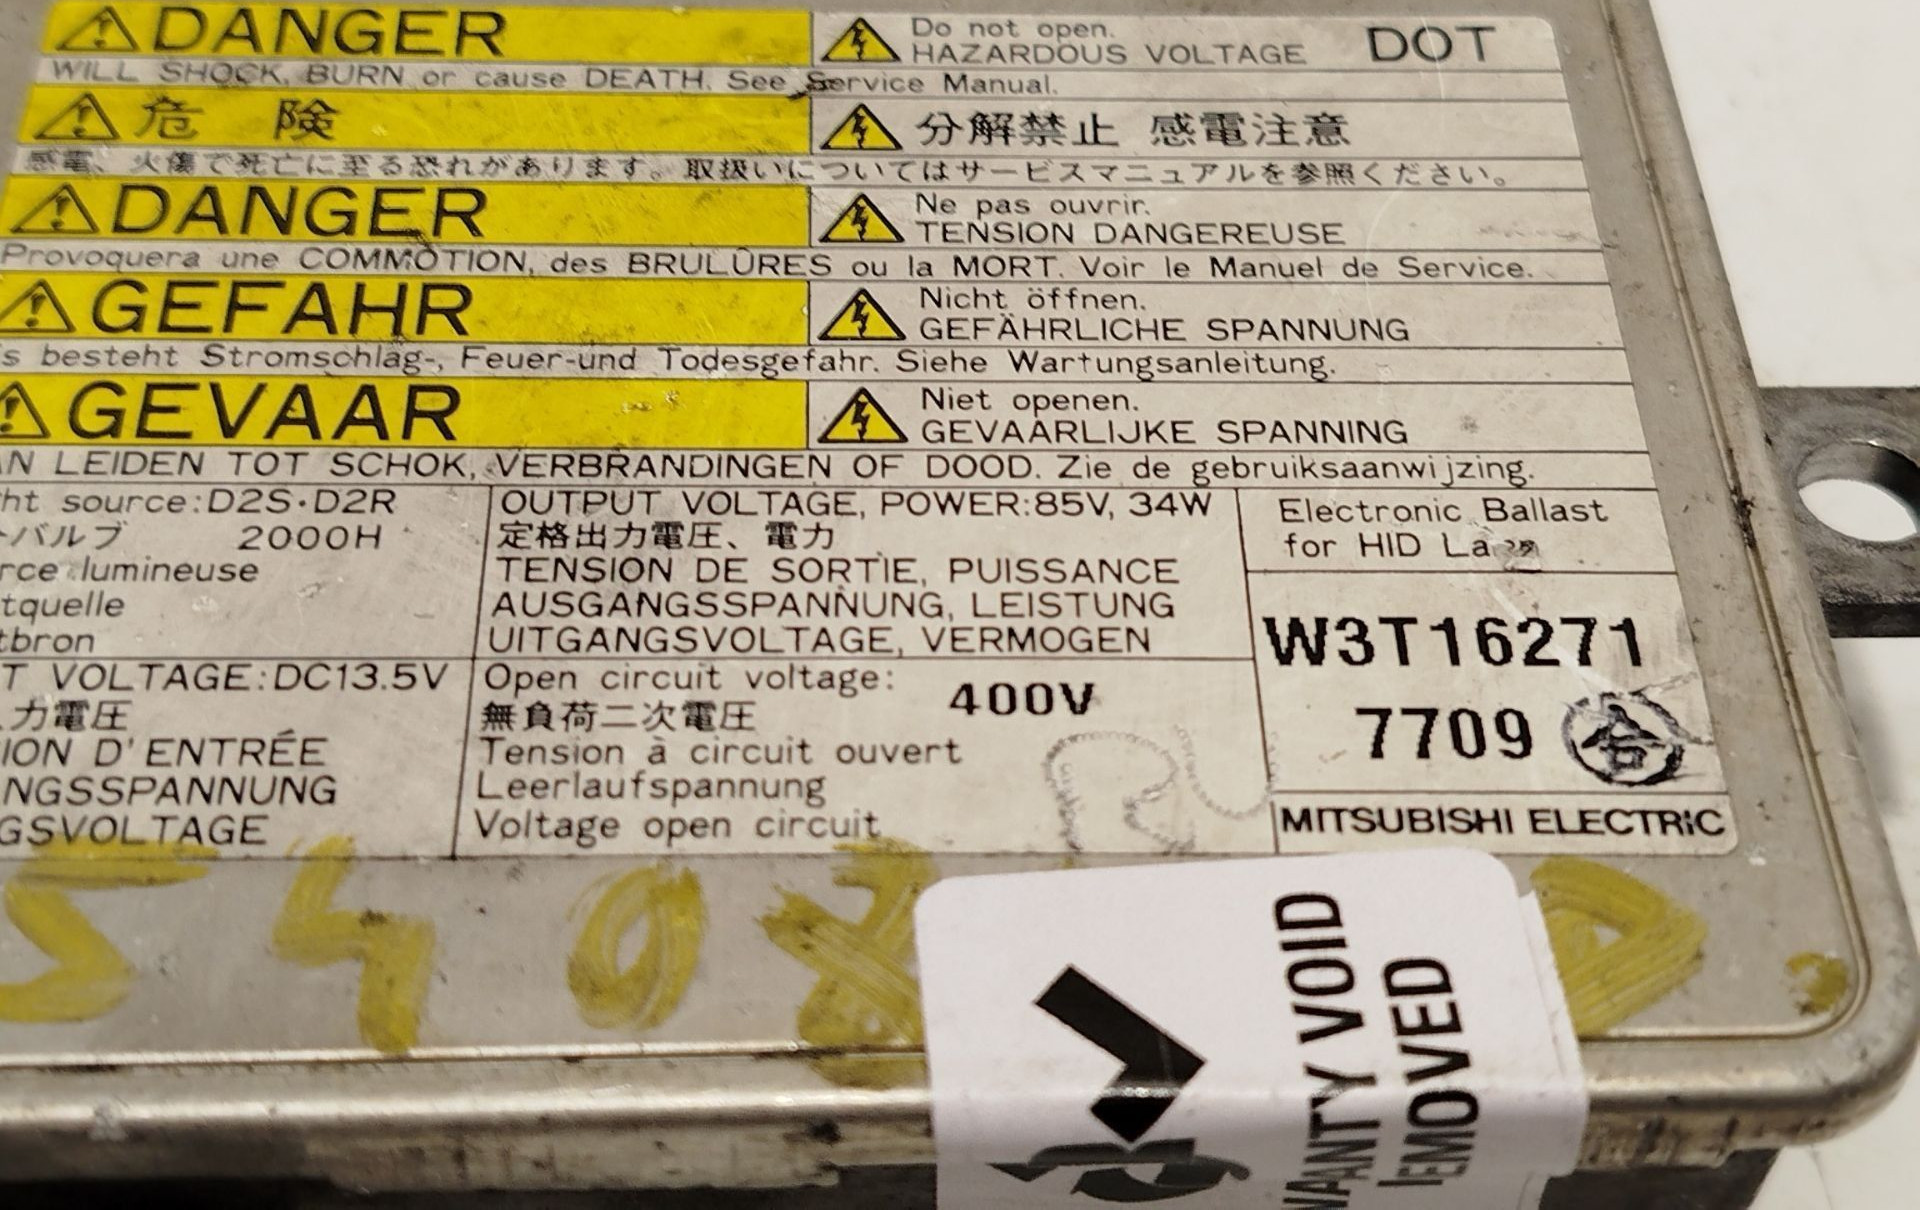 DANGER
Do not open.
HAZARDOUS VOLTAGE
DOT
WILL SHOCK, BURN or cause DEATH. See Service Manual.
危 険
分解禁止 感電注意
感電、火傷で死亡に至る恐れがあります。取扱いについてはサービスマニュアルを参照ください。
DANGER
Ne pas ouvrir.
TENSION DANGEREUSE
Provoquera une COMMOTION, des BRULÛRES ou la MORT. Voir le Manuel de Service.
GEFAHR
Nicht öffnen.
GEFÄHRLICHE SPANNUNG
s besteht Stromschlag-, Feuer-und Todesgefahr. Siehe Wartungsanleitung.
GEVAAR
Niet openen.
GEVAARLIJKE SPANNING
AN LEIDEN TOT SCHOK, VERBRANDINGEN OF DOOD. Zie de gebruiksaanwijzing.
ht source:D2S·D2R
バルブ 2000H
rce lumineuse
tquelle
tbron
OUTPUT VOLTAGE, POWER:85V, 34W
定格出力電圧、電力
TENSION DE SORTIE, PUISSANCE
AUSGANGSSPANNUNG, LEISTUNG
UITGANGSVOLTAGE, VERMOGEN
Electronic Ballast
for HID La
T VOLTAGE:DC13.5V
力電圧
ION D'ENTRÉE
NGSSPANNUNG
GSVOLTAGE
Open circuit voltage: 400V
無負荷二次電圧
Tension à circuit ouvert
Leerlaufspannung
Voltage open circuit
W3T16271
7709 合
MITSUBISHI ELECTRIC
540
WANTY VOID
EMOVED